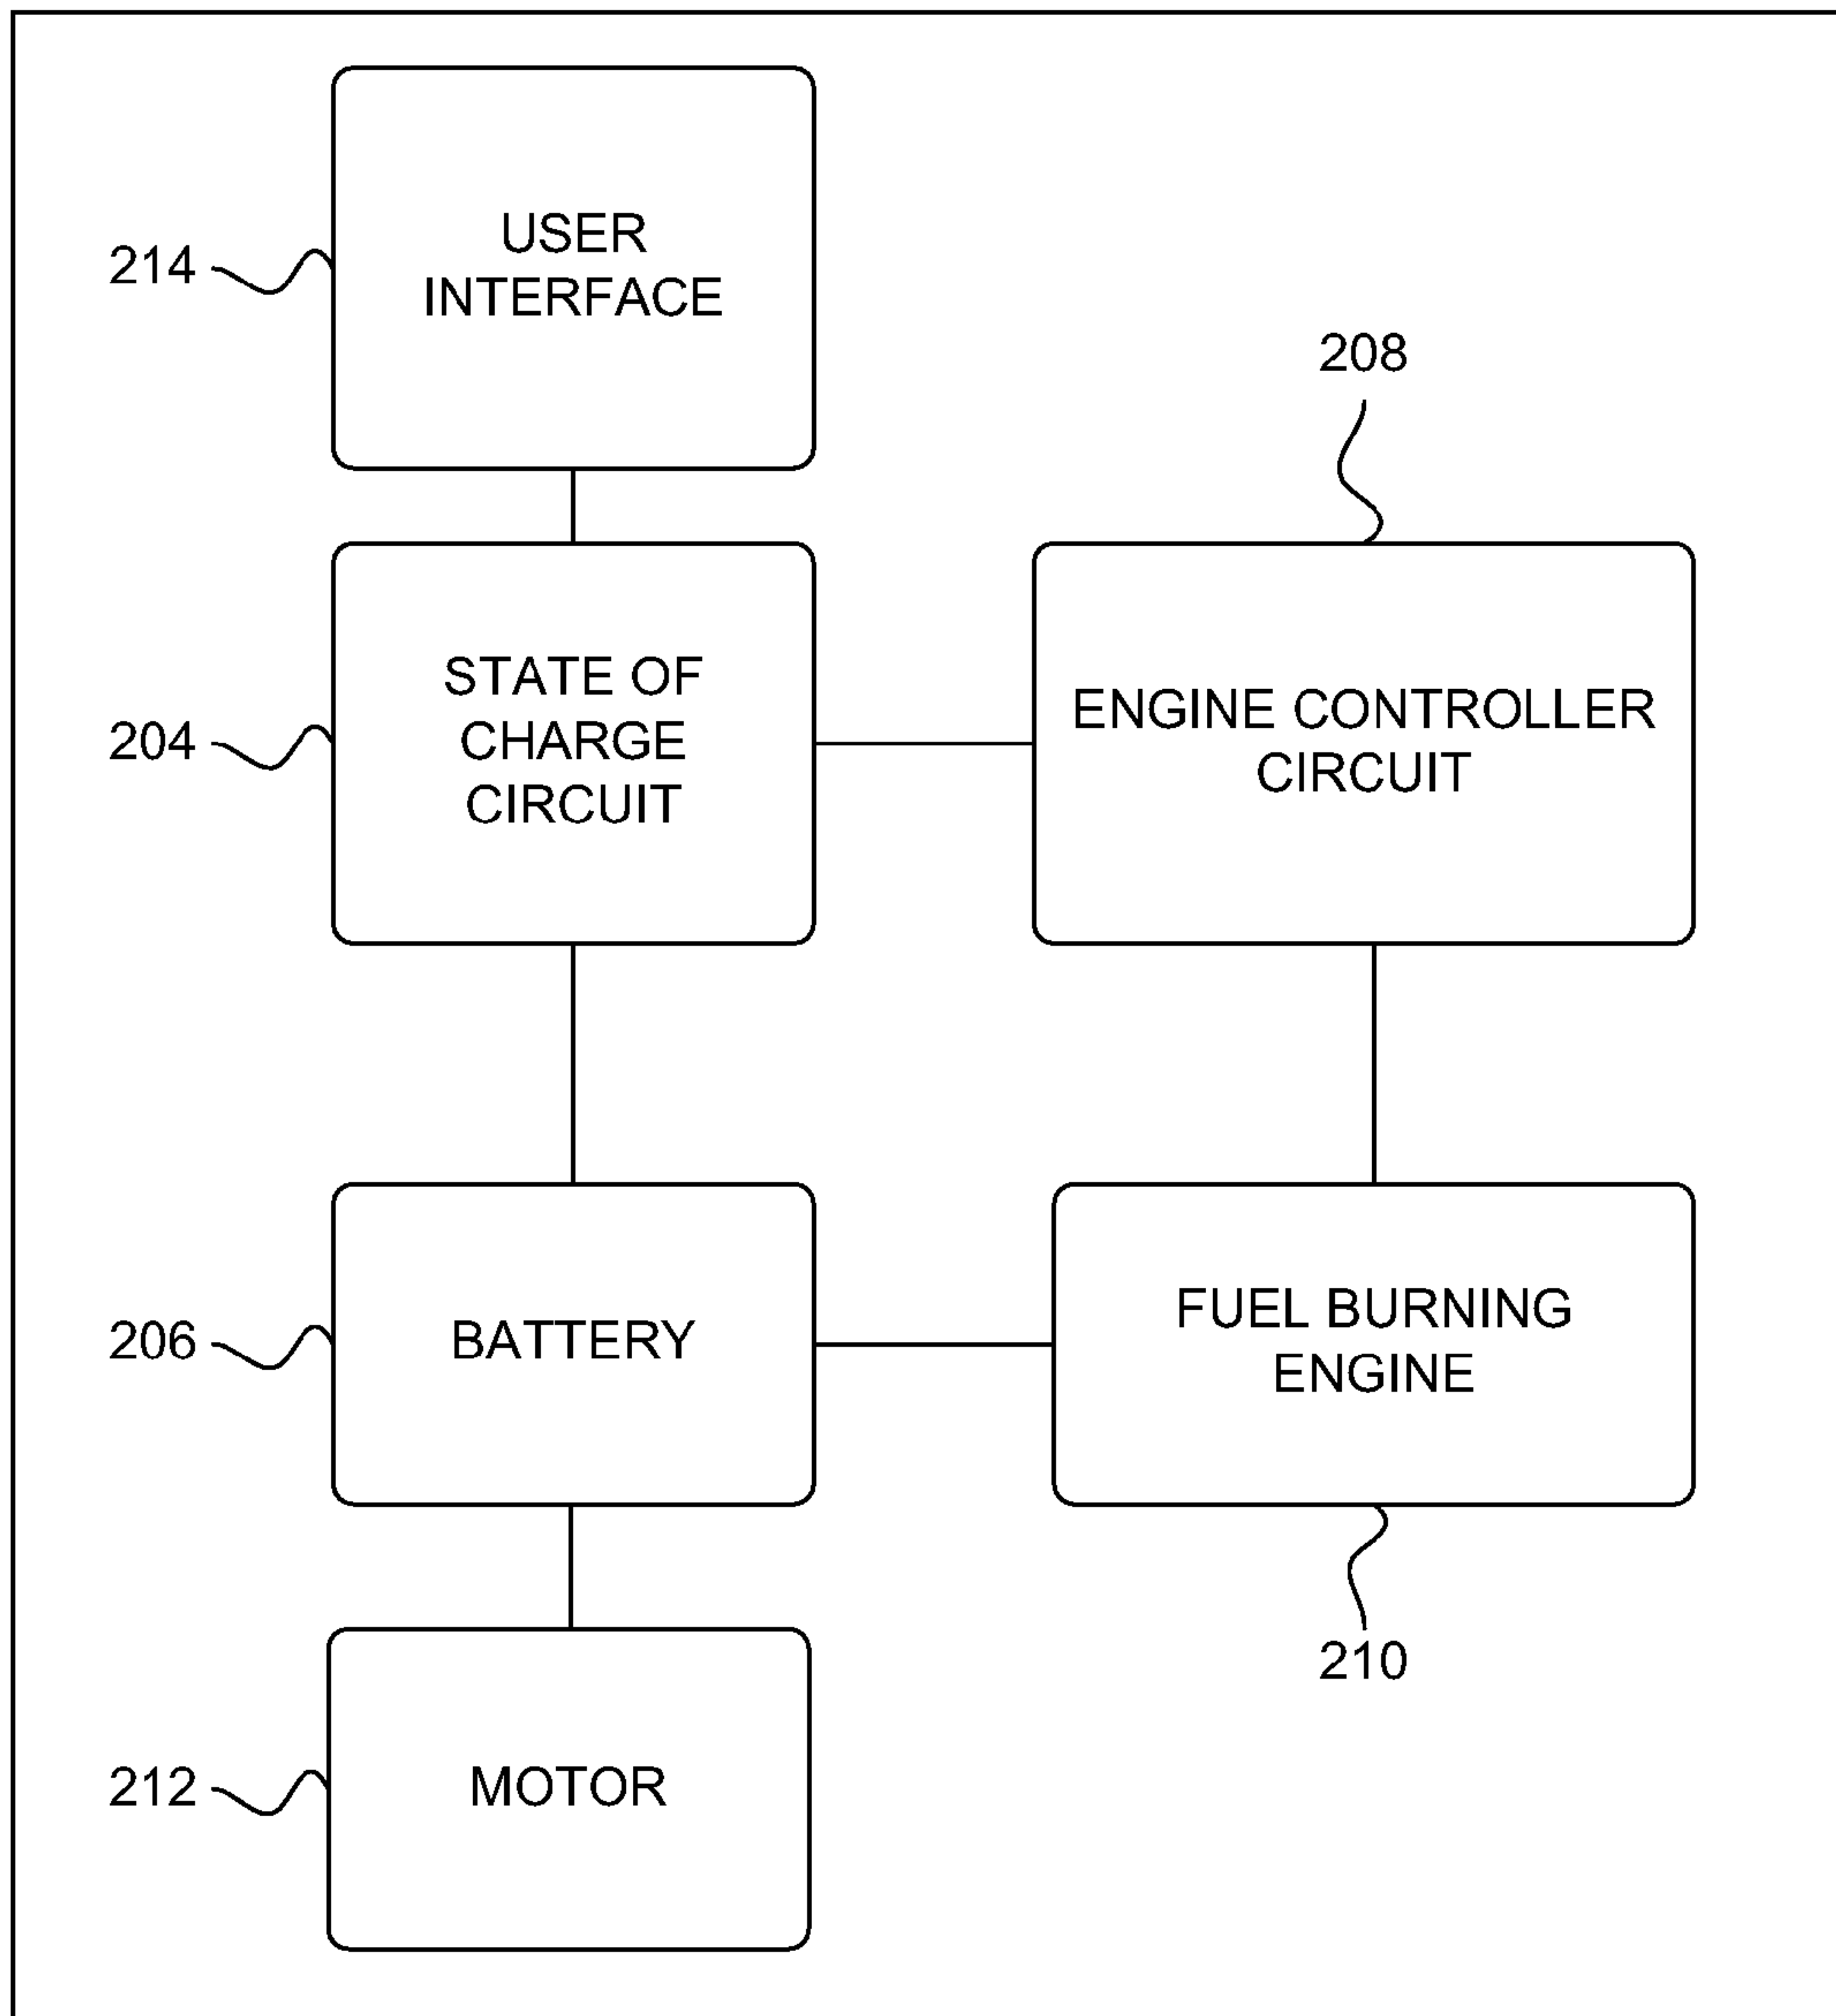 USER
INTERFACE
214
208
STATE OF
CHARGE
CIRCUIT
204
ENGINE CONTROLLER
CIRCUIT
BATTERY
206
FUEL BURNING
ENGINE
210
MOTOR
212